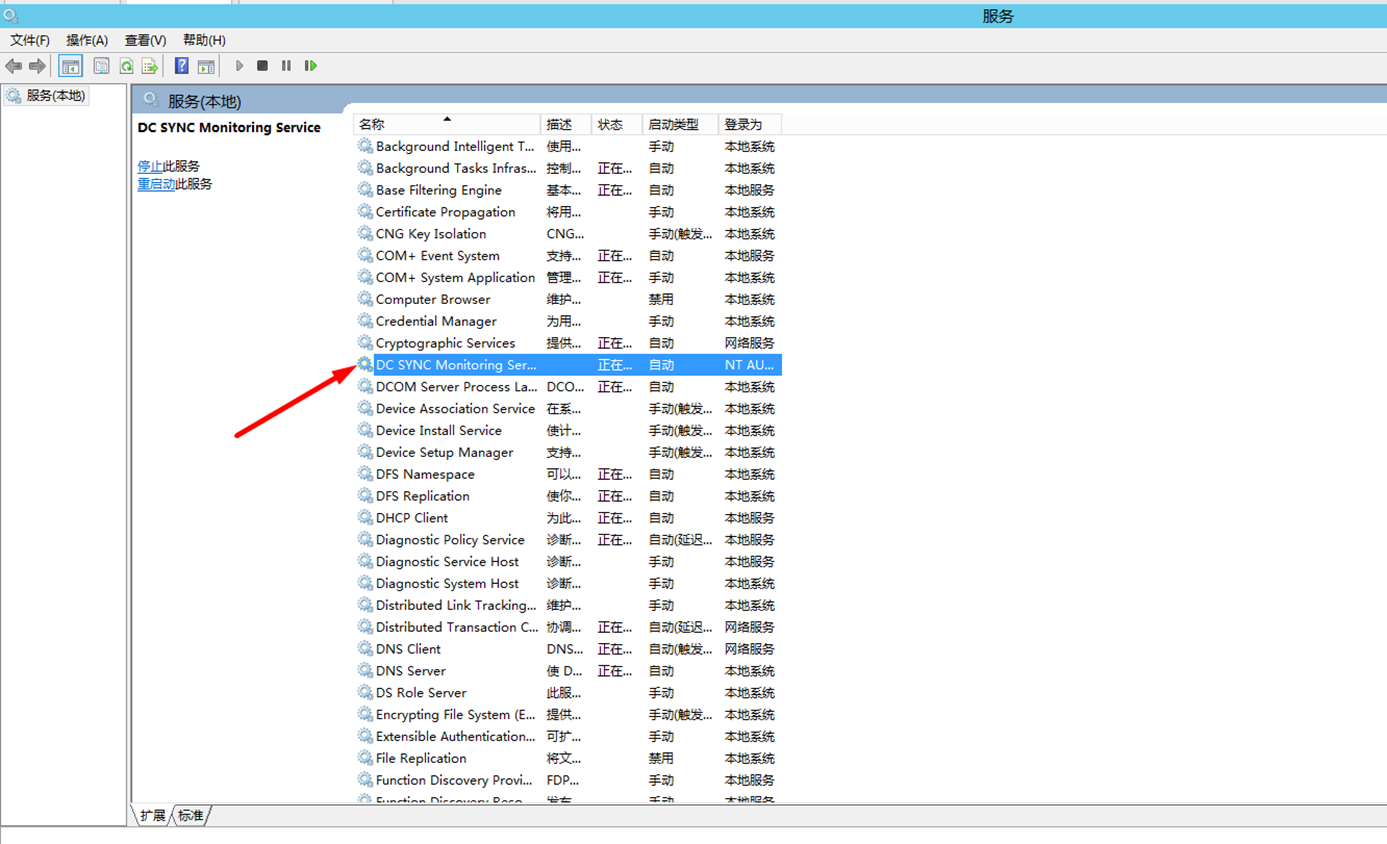 服务
文件(F) 操作(A) 查看(V) 帮助(H)
服务(本地)
服务(本地)
DC SYNC Monitoring Service
停止此服务
重启动此服务
名称 描述 状态 启动类型 登录为
Background Intelligent T... 使用... 手动 本地系统
Background Tasks Infras... 控制... 正在... 自动 本地系统
Base Filtering Engine 基本... 正在... 自动 本地服务
Certificate Propagation 将用... 手动 本地系统
CNG Key Isolation CNG... 手动(触发... 本地系统
COM+ Event System 支持... 正在... 自动 本地服务
COM+ System Application 管理... 正在... 手动 本地系统
Computer Browser 维护... 禁用 本地系统
Credential Manager 为用... 手动 本地系统
Cryptographic Services 提供... 正在... 自动 网络服务
DC SYNC Monitoring Ser... 正在... 自动 NT AU...
DCOM Server Process La... DCO... 正在... 自动 本地系统
Device Association Service 在系... 手动(触发... 本地系统
Device Install Service 使计... 手动(触发... 本地系统
Device Setup Manager 支持... 手动(触发... 本地系统
DFS Namespace 可以... 正在... 自动 本地系统
DFS Replication 使你... 正在... 自动 本地系统
DHCP Client 为此... 正在... 自动 本地服务
Diagnostic Policy Service 诊断... 正在... 自动(延迟... 本地服务
Diagnostic Service Host 诊断... 手动 本地服务
Diagnostic System Host 诊断... 手动 本地系统
Distributed Link Tracking... 维护... 手动 本地系统
Distributed Transaction C... 协调... 正在... 自动(延迟... 网络服务
DNS Client DNS... 正在... 自动(触发... 网络服务
DNS Server 使 D... 正在... 自动 本地系统
DS Role Server 此服... 手动 本地系统
Encrypting File System (E... 提供... 手动(触发... 本地系统
Extensible Authentication... 可扩... 手动 本地系统
File Replication 将文... 禁用 本地系统
Function Discovery Provi... FDP... 手动 本地服务
Function Discovery Reso... 发布... 手动 本地服务
扩展 标准